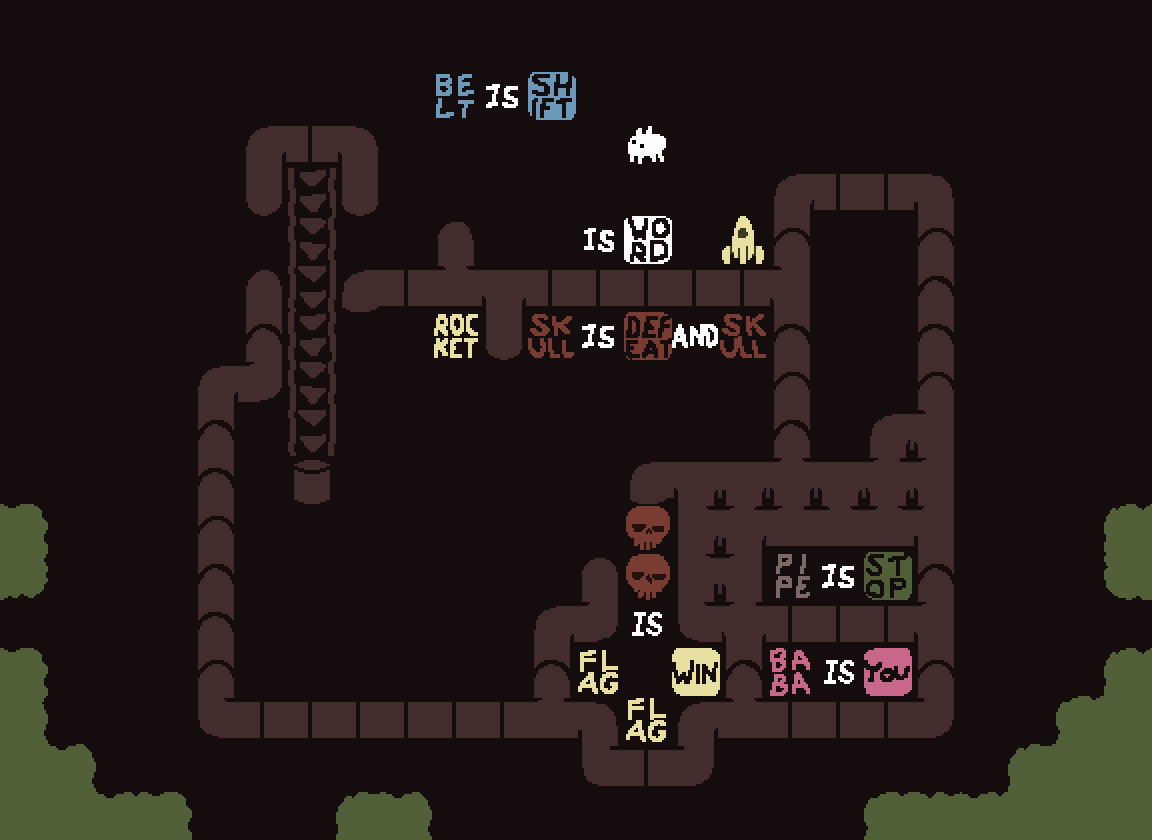 BELT IS SHIFT
IS WORD
ROCKET SKULL IS DEFEAT AND SKULL
PIPE IS STOP
IS
FLAG WIN BABA IS YOU
FLAG